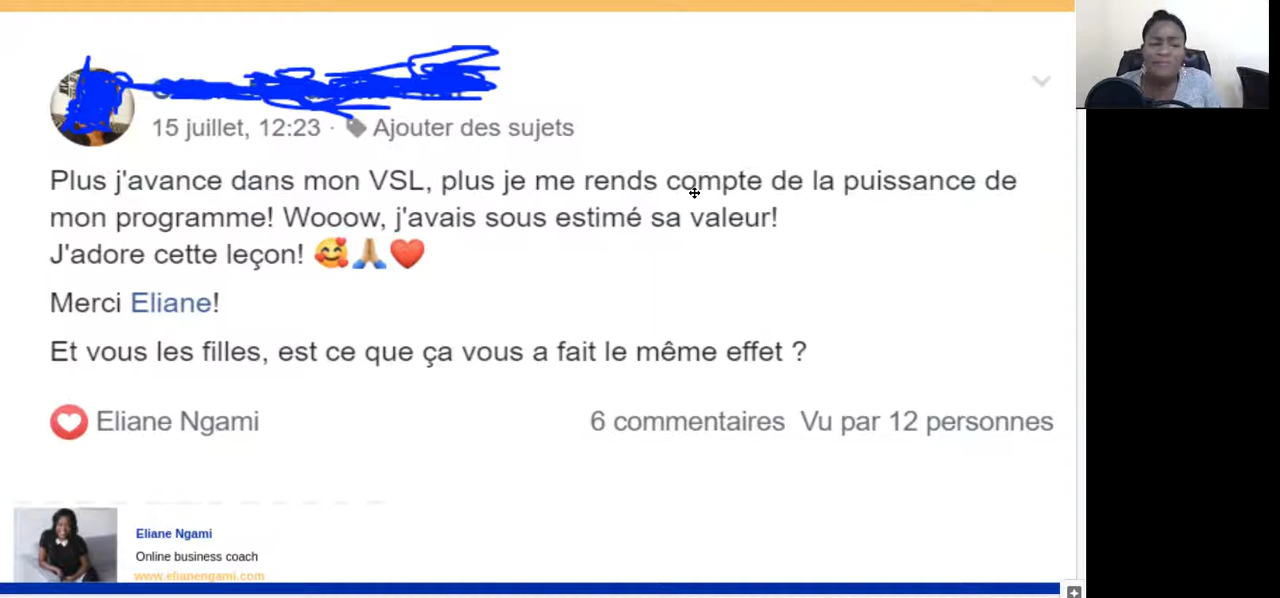 15 juillet, 12:23 · Ajouter des sujets
Plus j'avance dans mon VSL, plus je me rends compte de la puissance de
mon programme! Wooow, j'avais sous estimé sa valeur!
J'adore cette leçon! 🥰🙏🏼❤️
Merci Eliane!
Et vous les filles, est ce que ça vous a fait le même effet ?
Eliane Ngami 6 commentaires Vu par 12 personnes
Eliane Ngami
Online business coach
www.elianengami.com